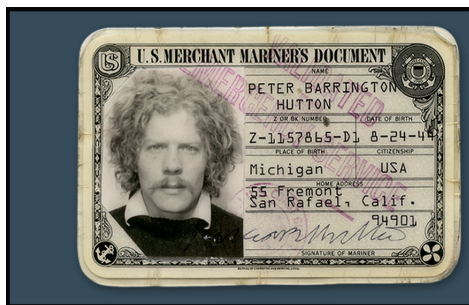 U.S. MERCHANT MARINER'S DOCUMENT
NAME
PETER BARRINGTON
HUTTON
Z OR BK NUMBER DATE OF BIRTH
Z-1157865-D1 8-24-44
PLACE OF BIRTH CITIZENSHIP
Michigan USA
HOME ADDRESS
55 Fremont
San Rafael, Calif.
94901
SIGNATURE OF MARINER